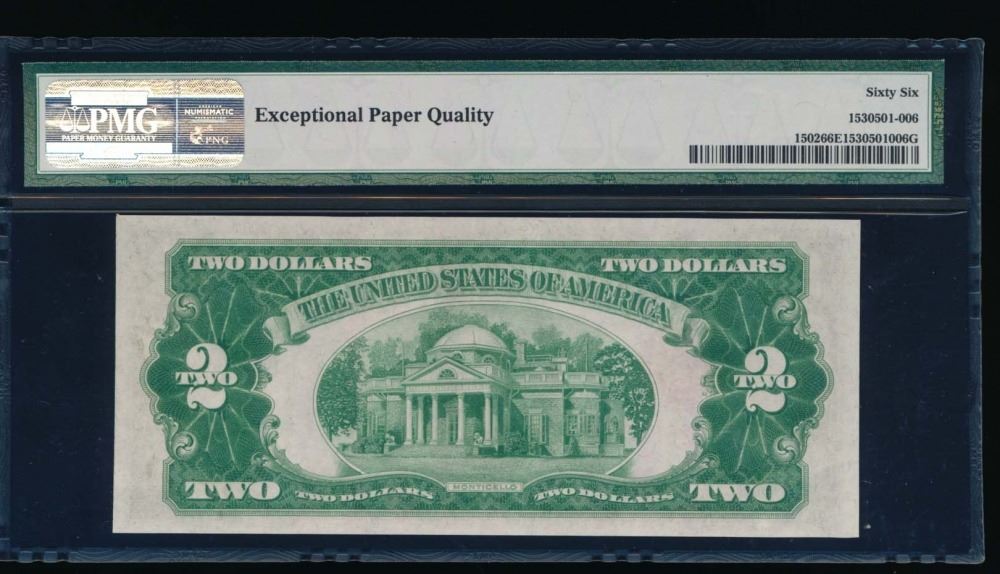 PMG
PAPER MONEY GUARANTY
AMERICAN
NUMISMATIC
PNG
Exceptional Paper Quality
Sixty Six
1530501-006
150266E1530501006G
TWO DOLLARS
TWO DOLLARS
THE UNITED STATES OF AMERICA
2
TWO
2
TWO
MONTICELLO
TWO
TWO DOLLARS
TWO DOLLARS
TWO